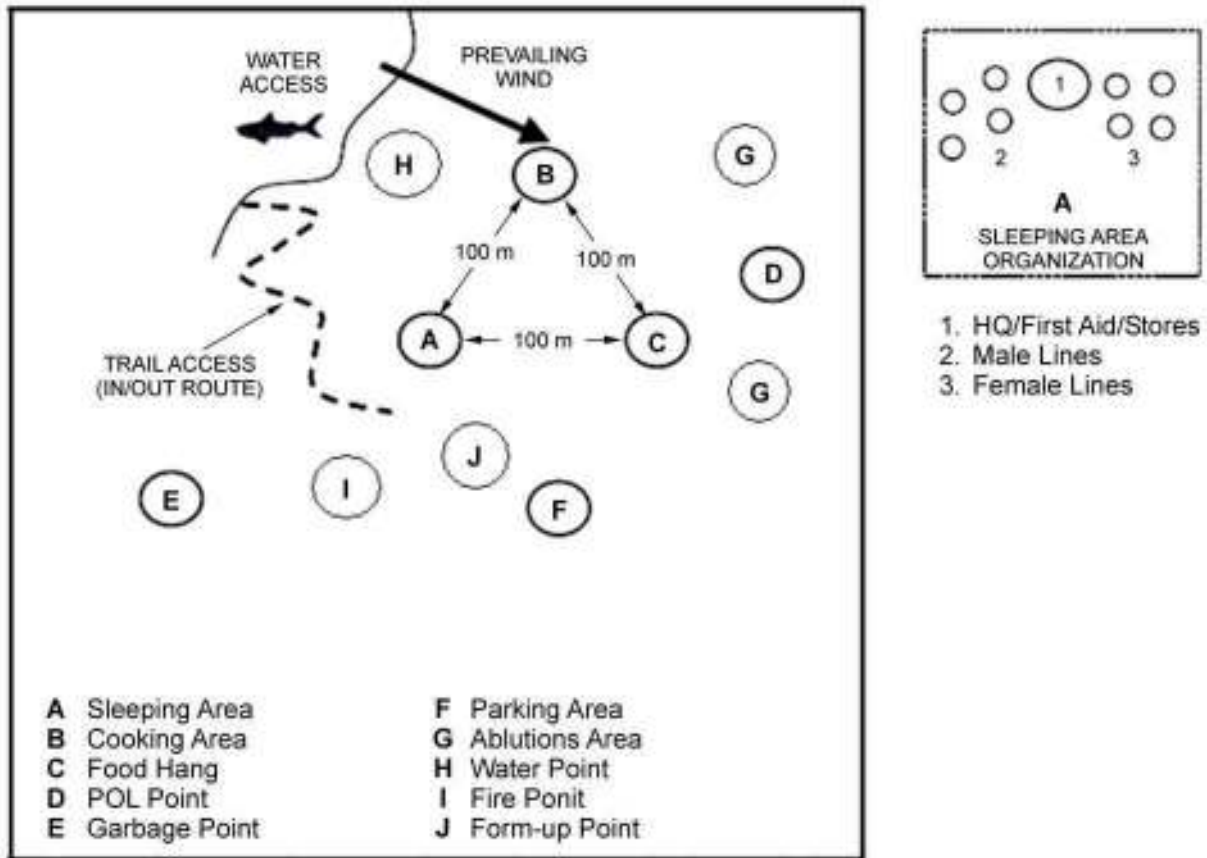 WATER
ACCESS
PREVAILING
WIND
H
B
G
100 m
100 m
D
A
100 m
C
TRAIL ACCESS
(IN/OUT ROUTE)
G
J
E
I
F
A Sleeping Area
B Cooking Area
C Food Hang
D POL Point
E Garbage Point
F Parking Area
G Ablutions Area
H Water Point
I Fire Ponit
J Form-up Point
1
2
3
A
SLEEPING AREA
ORGANIZATION
1. HQ/First Aid/Stores
2. Male Lines
3. Female Lines